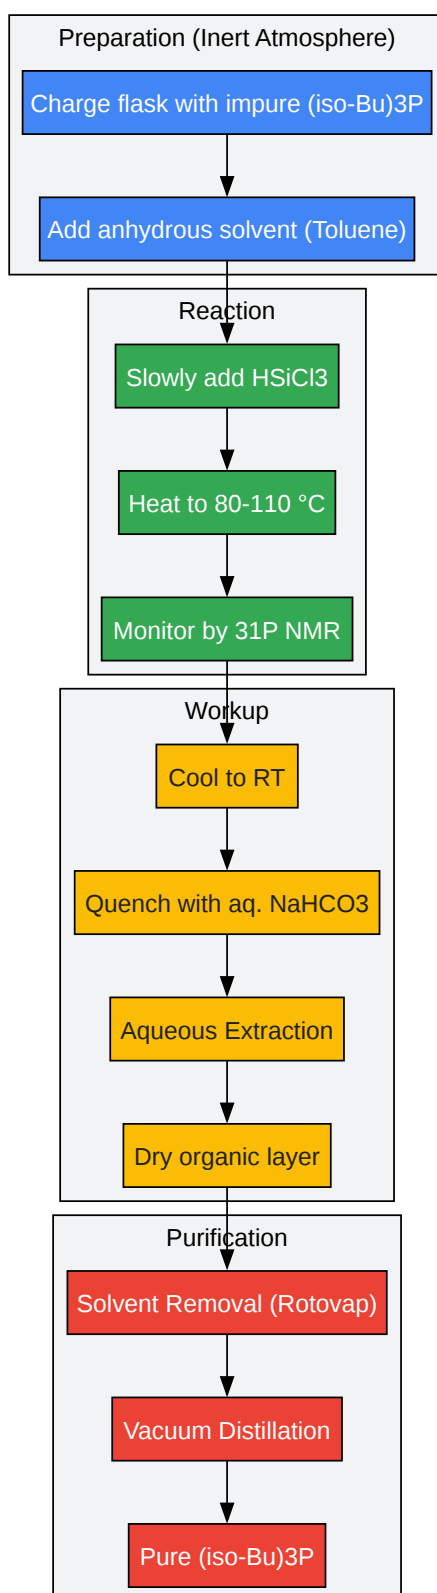 Preparation (Inert Atmosphere)
Charge flask with impure (iso-Bu)3P
Add anhydrous solvent (Toluene)
Reaction
Slowly add HSiCl3
Heat to 80-110 °C
Monitor by 31P NMR
Workup
Cool to RT
Quench with aq. NaHCO3
Aqueous Extraction
Dry organic layer
Purification
Solvent Removal (Rotovap)
Vacuum Distillation
Pure (iso-Bu)3P